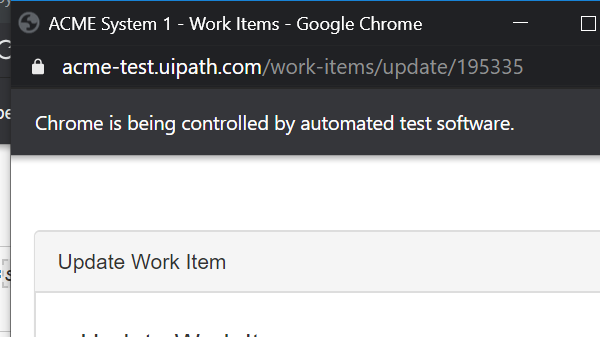 ACME System 1 - Work Items - Google Chrome
acme-test.uipath.com/work-items/update/195335
Chrome is being controlled by automated test software.
Update Work Item